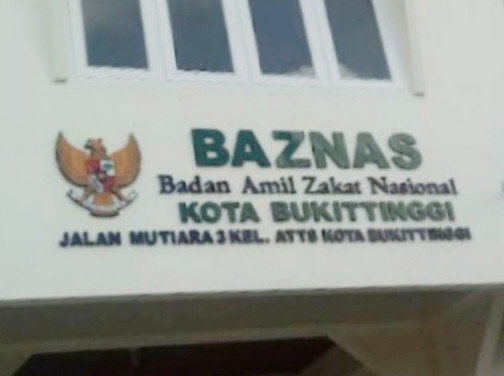 BAZNAS
Badan Amil Zakat Nasional
KOTA BUKITTINGGI
JALAN MUTIARA 3 KEL. ATTS KOTA BUKITTINGGI